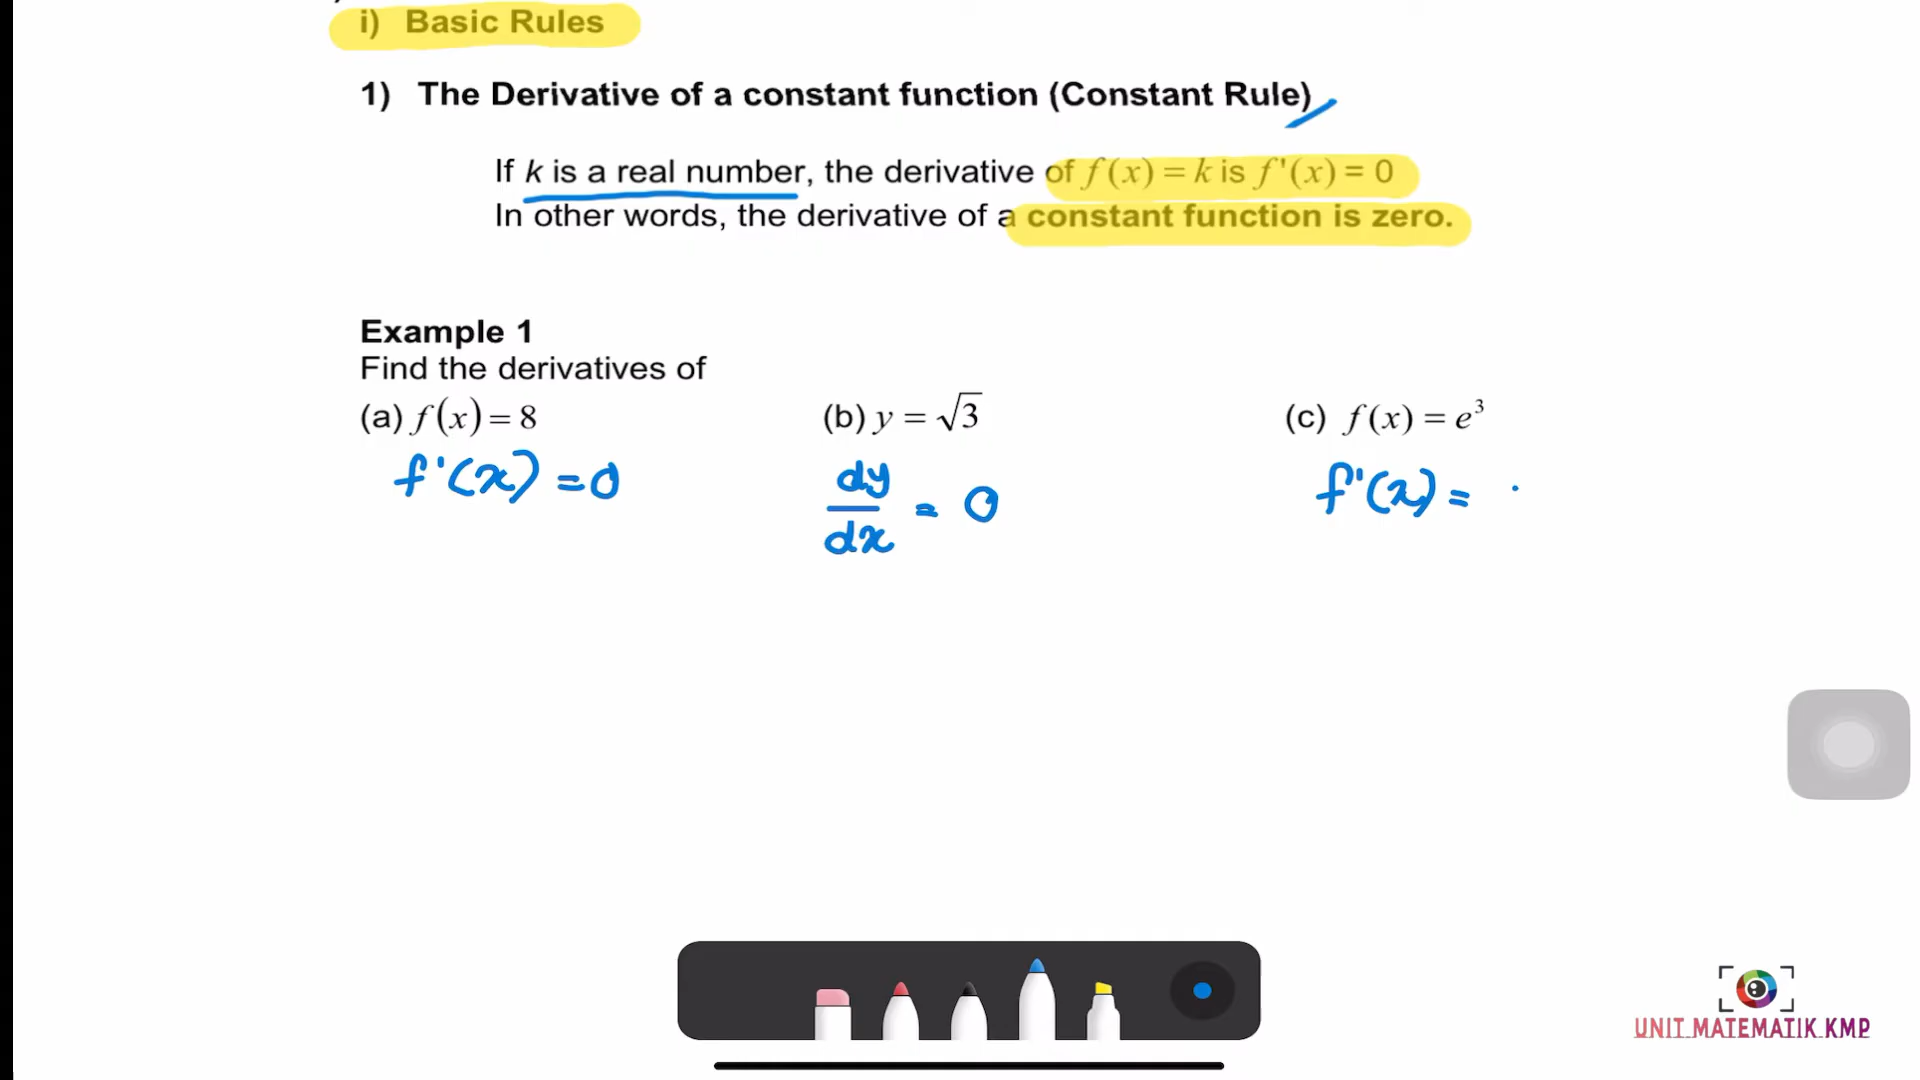 i) Basic Rules
1) The Derivative of a constant function (Constant Rule)
If k is a real number, the derivative of f(x) = k is f'(x) = 0
In other words, the derivative of a constant function is zero.
Example 1
Find the derivatives of
(a) f(x) = 8 (b) y = √3 (c) f(x) = e³
f'(x) = 0 dy/dx = 0 f'(x) =
UNIT.MATEMATIK.KMP